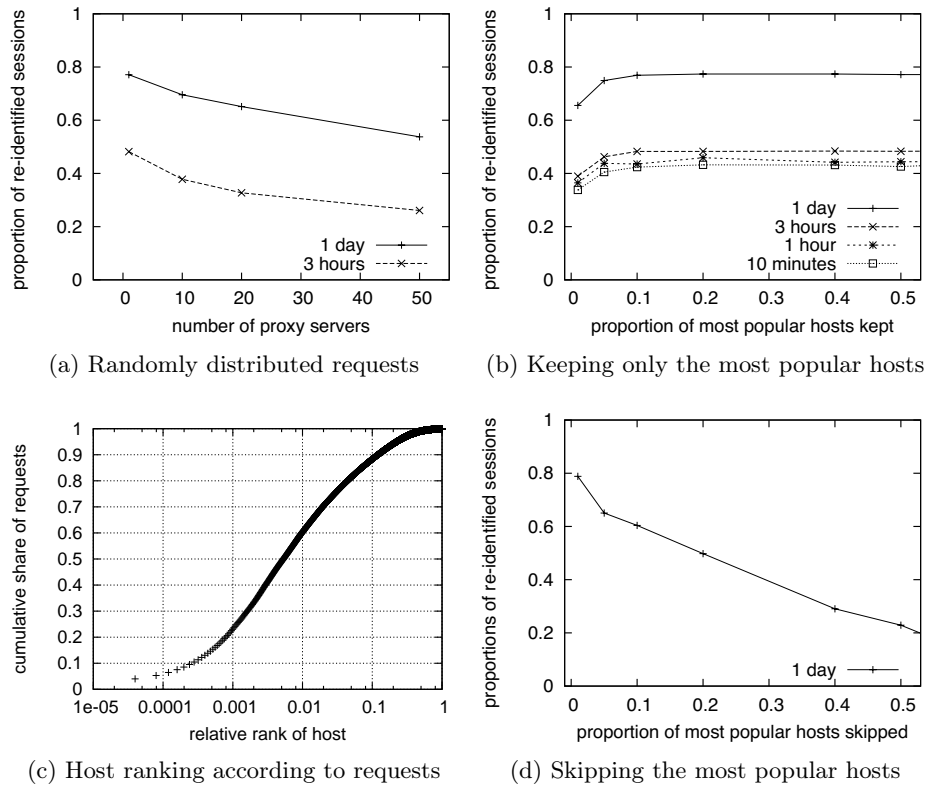 proportion of re-identified sessions
1
0.8
0.6
0.4
0.2
0
0 10 20 30 40 50
number of proxy servers
1 day
3 hours
(a) Randomly distributed requests
proportion of re-identified sessions
1
0.8
0.6
0.4
0.2
0
0 0.1 0.2 0.3 0.4 0.5
proportion of most popular hosts kept
1 day
3 hours
1 hour
10 minutes
(b) Keeping only the most popular hosts
cumulative share of requests
1
0.9
0.8
0.7
0.6
0.5
0.4
0.3
0.2
0.1
0
1e-05 0.0001 0.001 0.01 0.1 1
relative rank of host
(c) Host ranking according to requests
proportions of re-identified sessions
1
0.8
0.6
0.4
0.2
0
0 0.1 0.2 0.3 0.4 0.5
proportion of most popular hosts skipped
1 day
(d) Skipping the most popular hosts